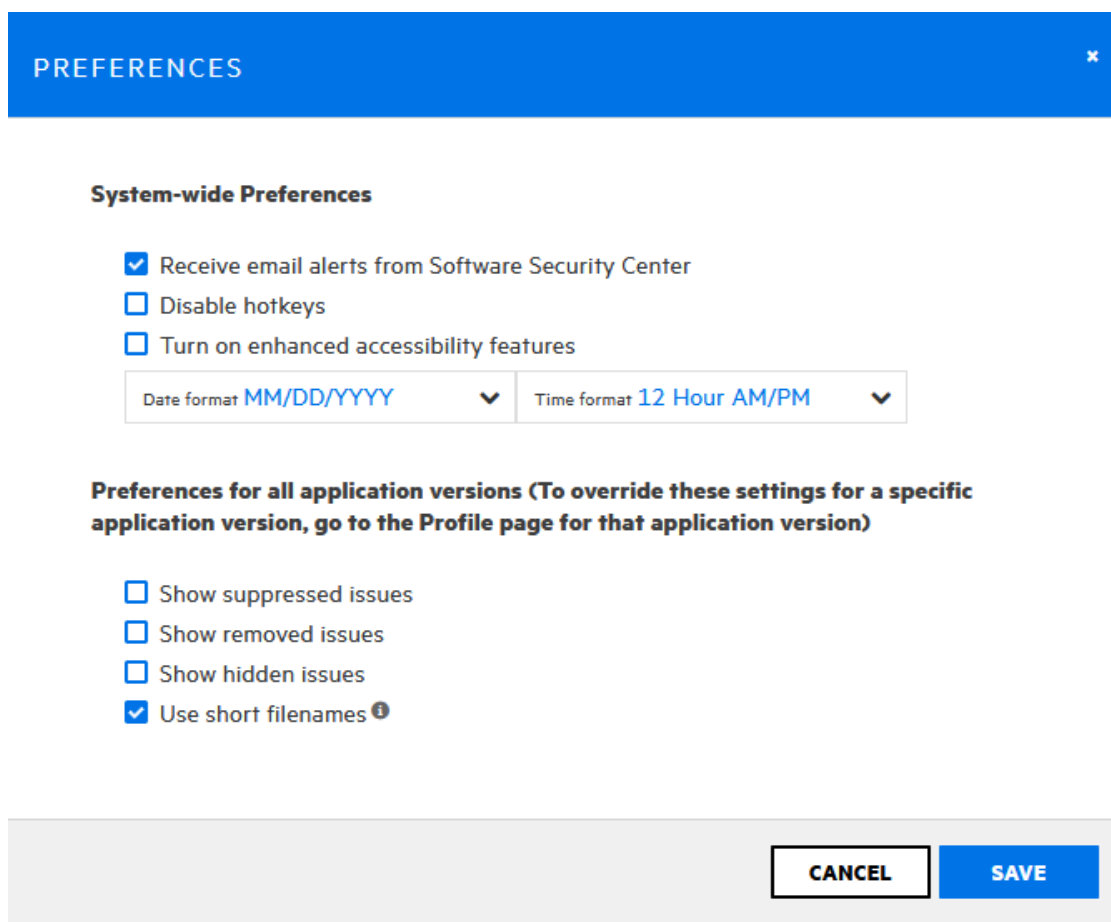 PREFERENCES
System-wide Preferences
Receive email alerts from Software Security Center
Disable hotkeys
Turn on enhanced accessibility features
Date format MM/DD/YYYY Time format 12 Hour AM/PM
Preferences for all application versions (To override these settings for a specific
application version, go to the Profile page for that application version)
Show suppressed issues
Show removed issues
Show hidden issues
Use short filenames
CANCEL SAVE